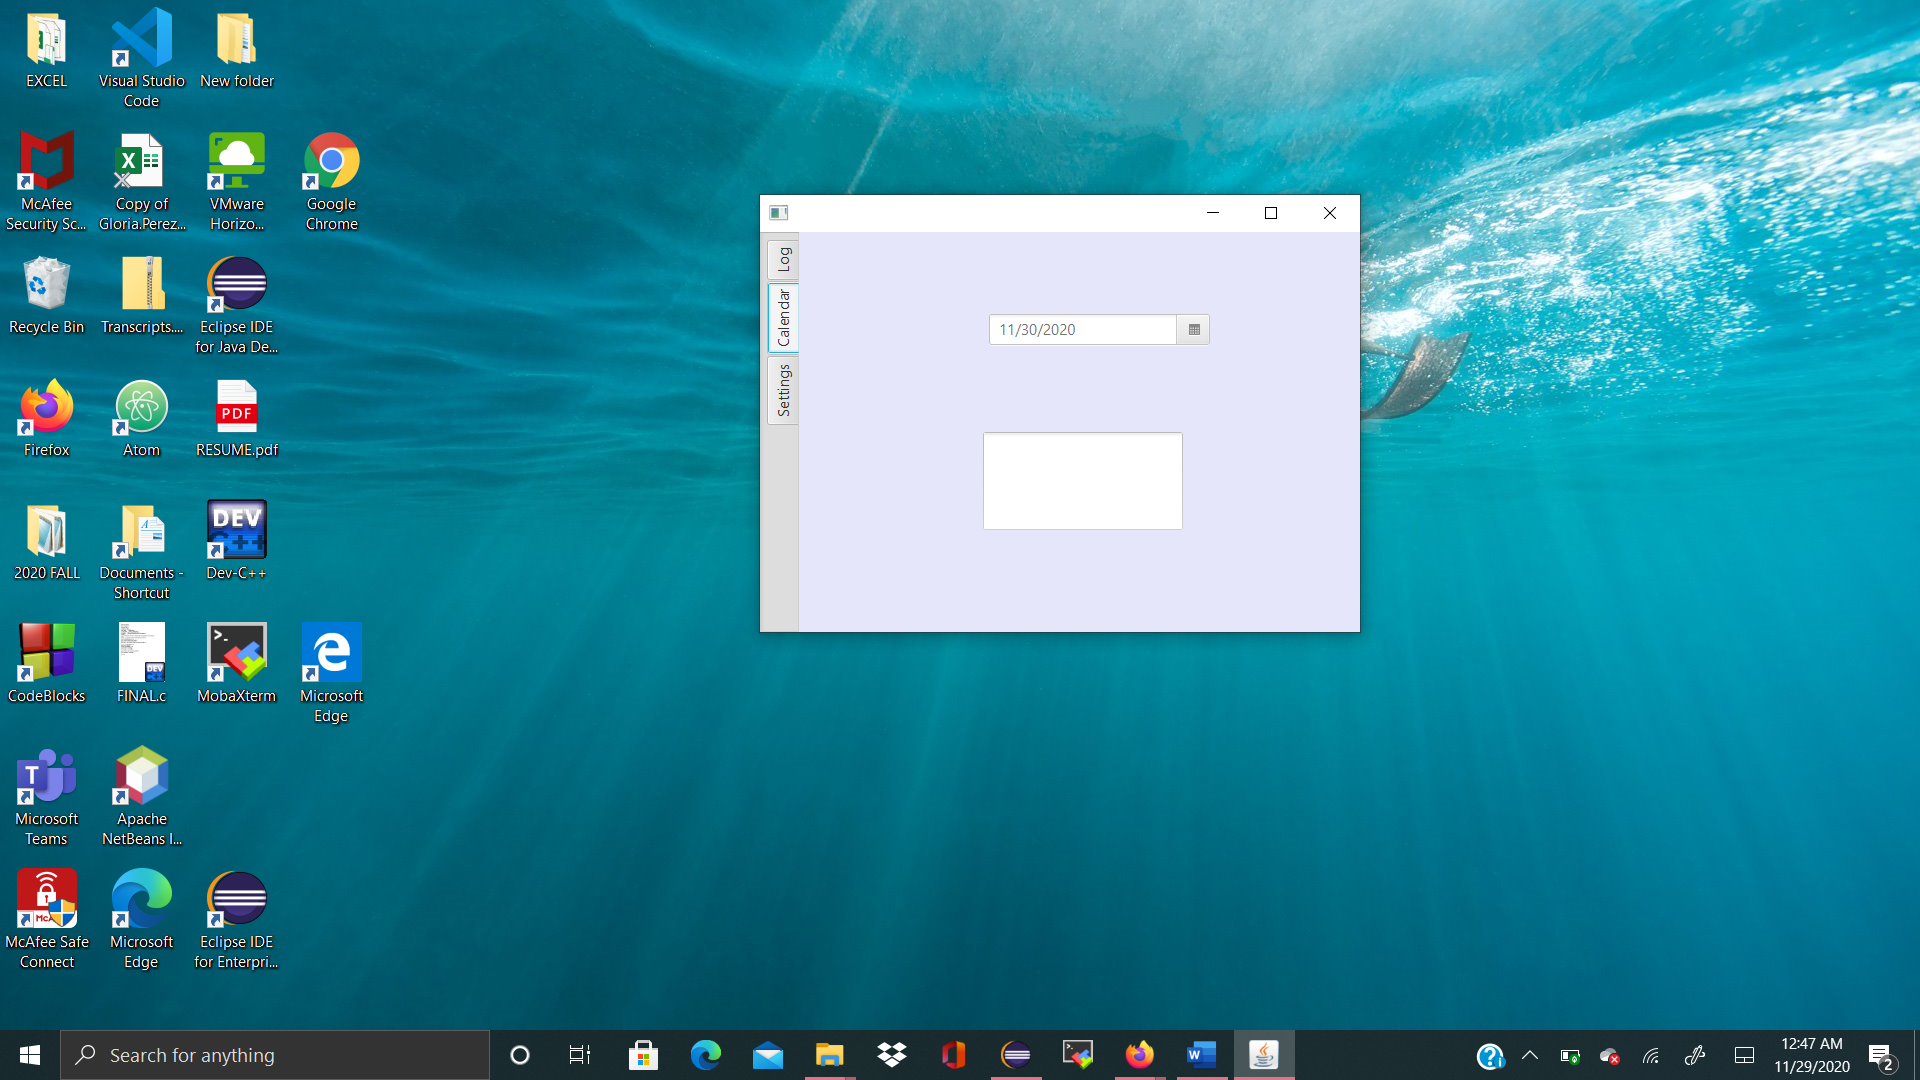 EXCEL
Visual Studio
Code
New folder
McAfee
Security Sc...
Copy of
Gloria.Perez...
VMware
Horizo...
Google
Chrome
Recycle Bin
Transcripts....
Eclipse IDE
for Java De...
Firefox
Atom
PDF
RESUME.pdf
2020 FALL
Documents -
Shortcut
DEV
C++
Dev-C++
CodeBlocks
DEV
FINAL.c
MobaXterm
Microsoft
Edge
Microsoft
Teams
Apache
NetBeans I...
McAfee Safe
Connect
Microsoft
Edge
Eclipse IDE
for Enterpri...
Log
Calendar
Settings
11/30/2020
Search for anything
12:47 AM
11/29/2020
2